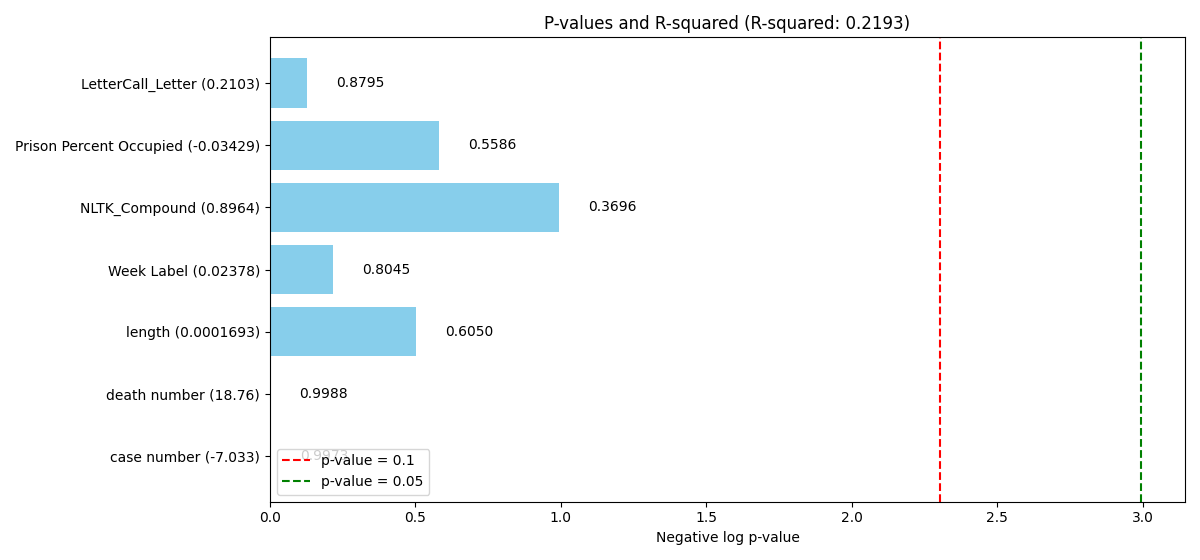 P-values and R-squared (R-squared: 0.2193)
LetterCall_Letter (0.2103) 0.8795
Prison Percent Occupied (-0.03429) 0.5586
NLTK_Compound (0.8964) 0.3696
Week Label (0.02378) 0.8045
length (0.0001693) 0.6050
death number (18.76) 0.9988
case number (-7.033)
p-value = 0.1
p-value = 0.05
0.0 0.5 1.0 1.5 2.0 2.5 3.0
Negative log p-value